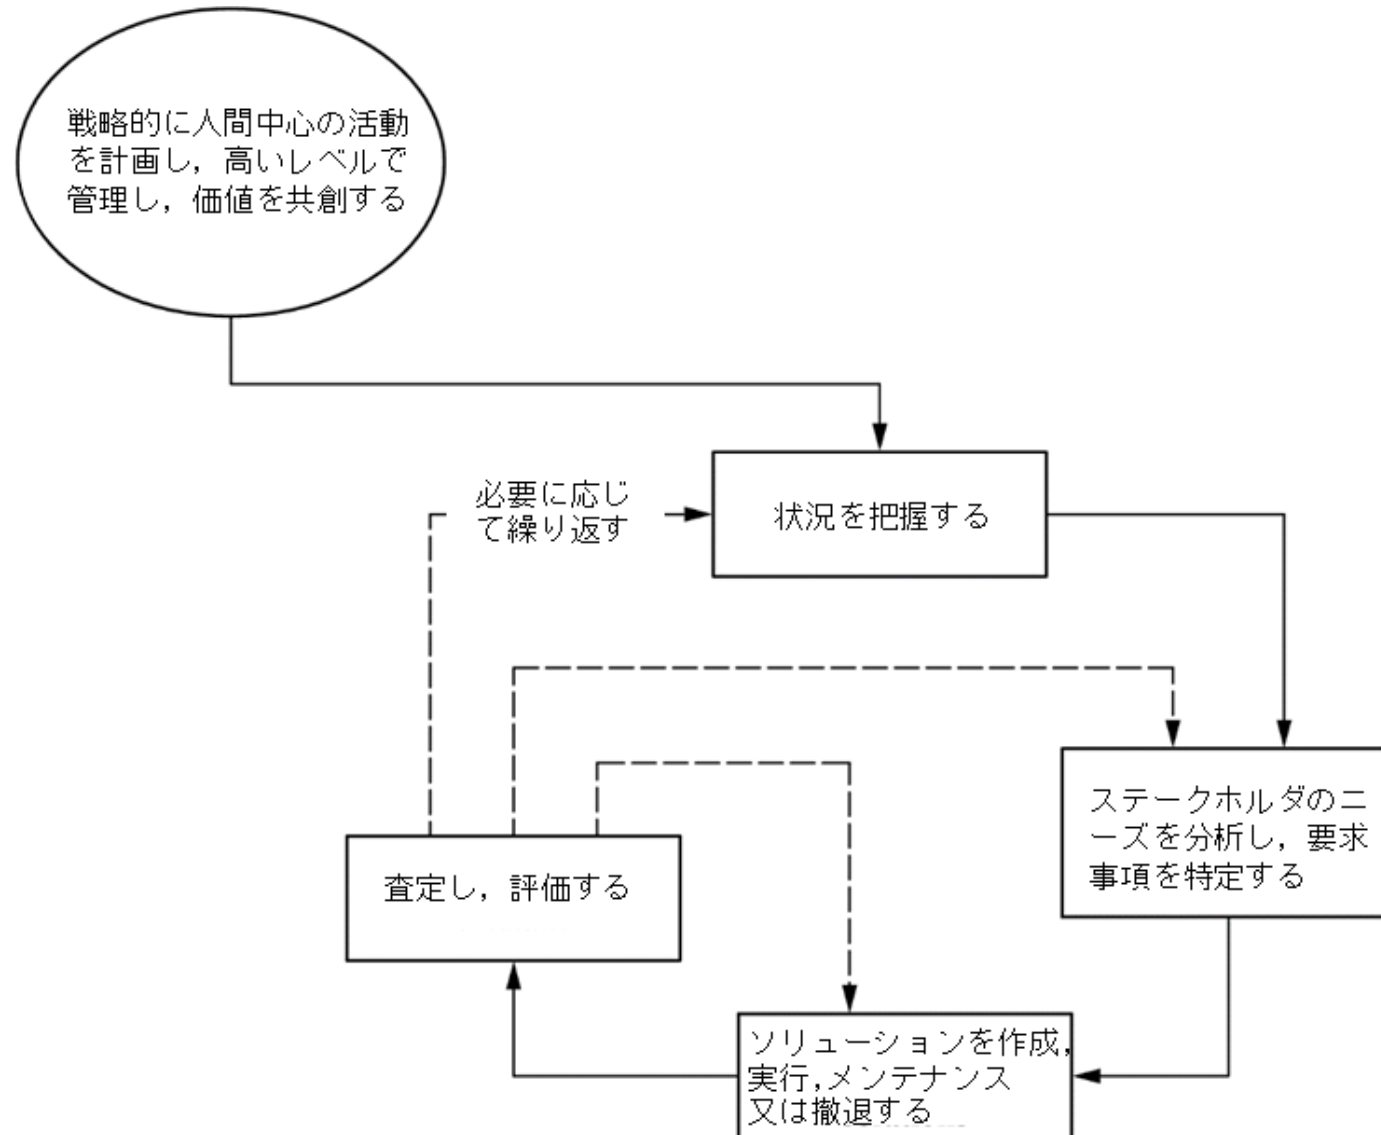 戦略的に人間中心の活動
を計画し，高いレベルで
管理し，価値を共創する
必要に応じ
て繰り返す
状況を把握する
ステークホルダのニ
ーズを分析し，要求
事項を特定する
査定し，評価する
ソリューションを作成，
実行，メンテナンス
又は撤退する